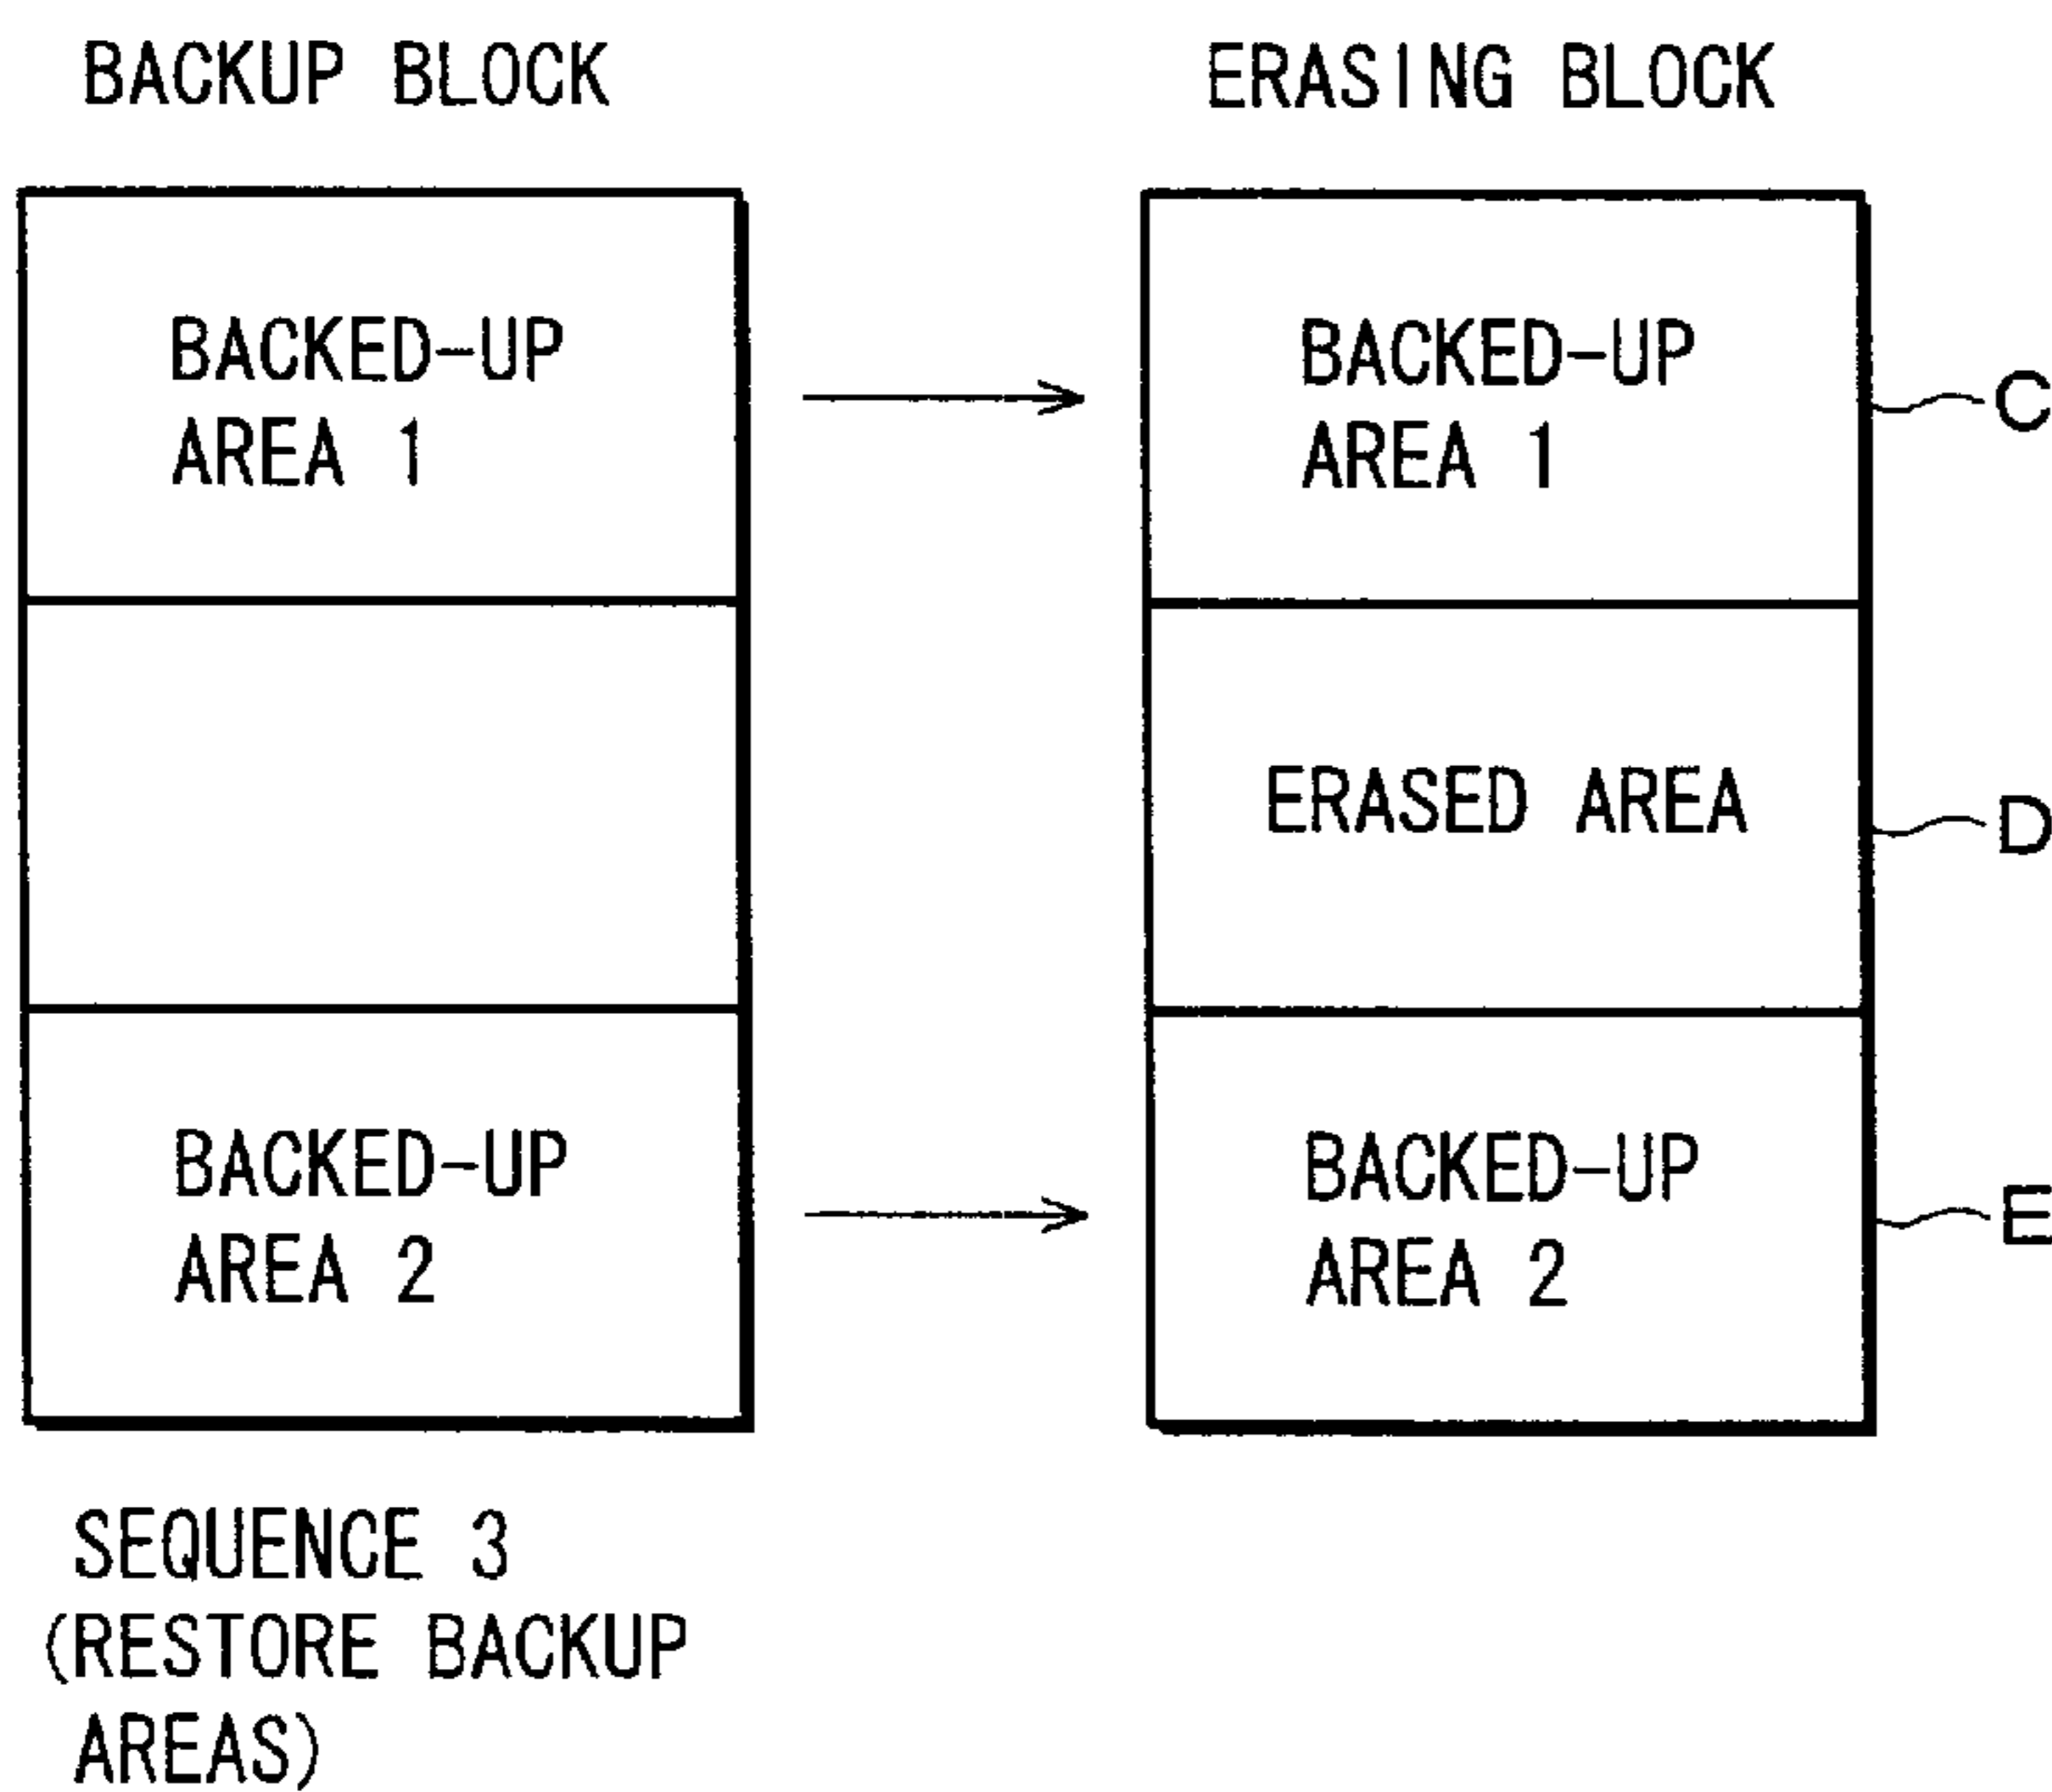 BACKUP BLOCK
ERASING BLOCK
BACKED-UP
AREA 1
BACKED-UP
AREA 1
C
ERASED AREA
D
BACKED-UP
AREA 2
BACKED-UP
AREA 2
E
SEQUENCE 3
(RESTORE BACKUP
AREAS)